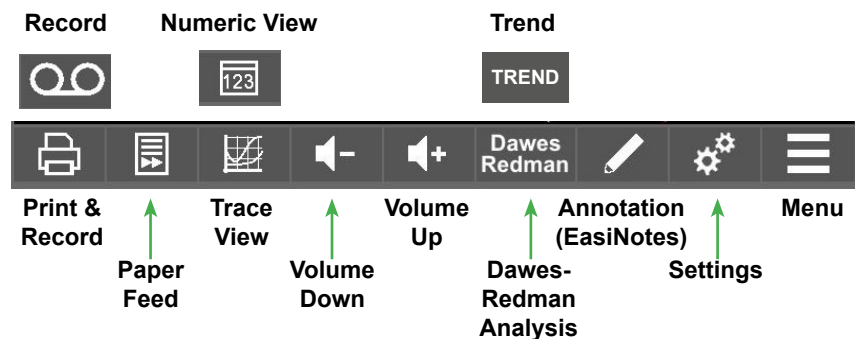 Record
Numeric View
Trend
123
TREND
Dawes
Redman
Print &
Record
Trace
View
Volume
Up
Annotation
(EasiNotes)
Menu
Paper
Feed
Volume
Down
Dawes-
Redman
Analysis
Settings